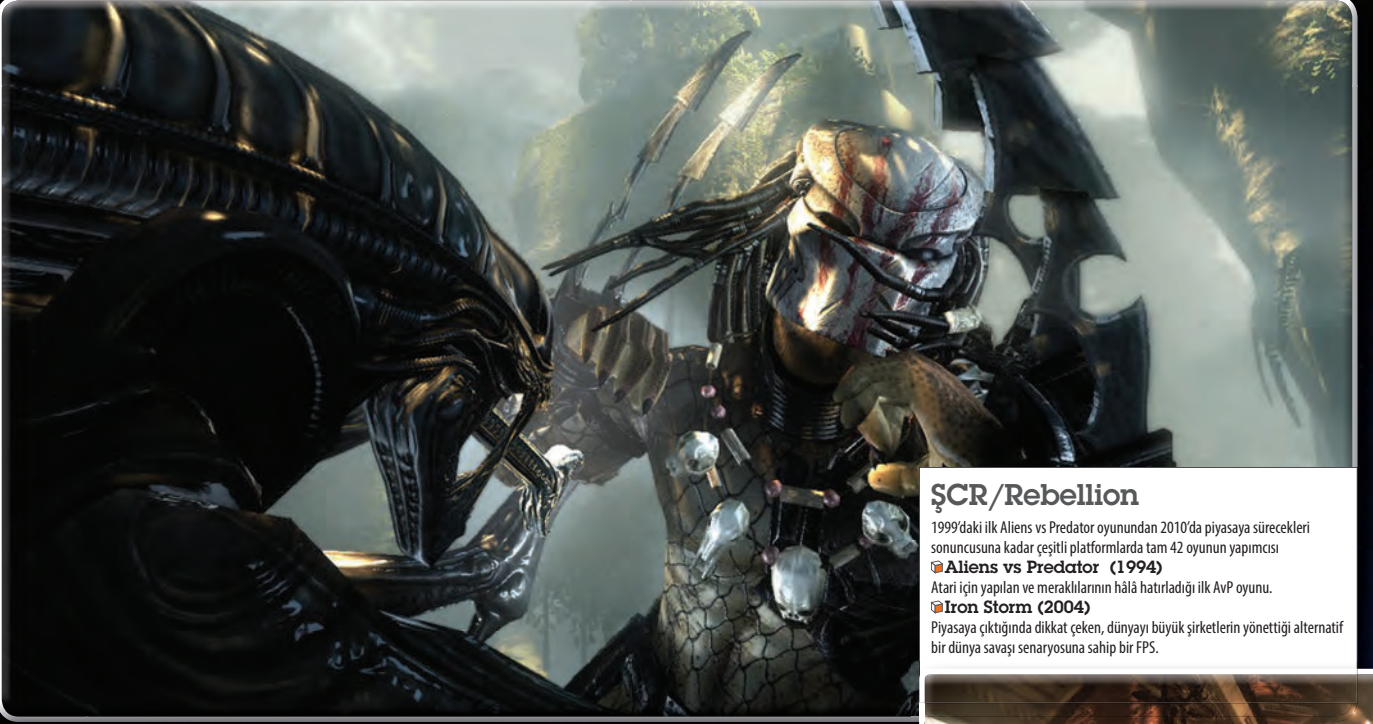 ŞCR/Rebellion
1999'daki ilk Aliens vs Predator oyunundan 2010'da piyasaya sürecekleri
sonuncusuna kadar çeşitli platformlarda tam 42 oyunun yapımcısı
Aliens vs Predator (1994)
Atari için yapılan ve meraklılarının hâlâ hatırladığı ilk AvP oyunu.
Iron Storm (2004)
Piyasaya çıktığında dikkat çeken, dünyayı büyük şirketlerin yönettiği alternatif
bir dünya savaşı senaryosuna sahip bir FPS.